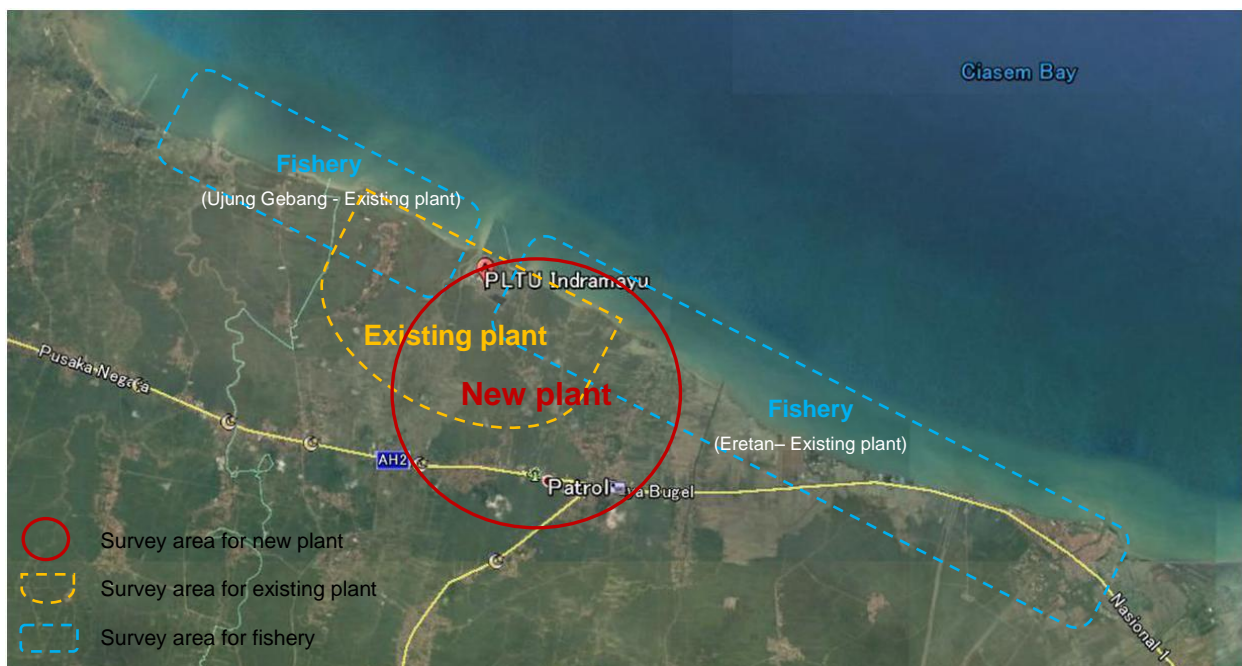 Ciasem Bay
Fishery
(Ujung Gebang - Existing plant)
PLTU Indramayu
Existing plant
Pusaka Negara
New plant
Fishery
(Eretan– Existing plant)
AH2
Patrol
Bugel
Survey area for new plant
Survey area for existing plant
Nasional 1
Survey area for fishery